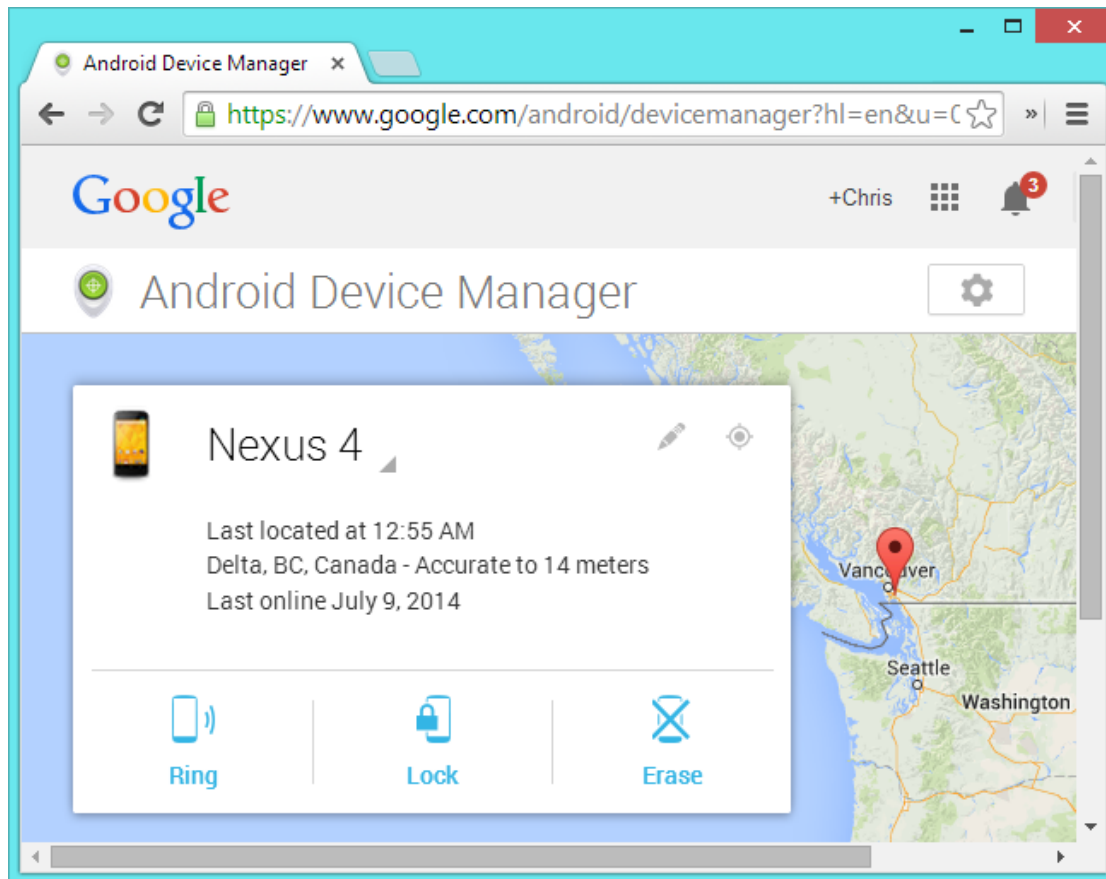 Android Device Manager
https://www.google.com/android/devicemanager?hl=en&u=
Google
+Chris
3
Android Device Manager
Nexus 4
Last located at 12:55 AM
Delta, BC, Canada - Accurate to 14 meters
Last online July 9, 2014
Ring
Lock
Erase
Vancouver
Seattle
Washington